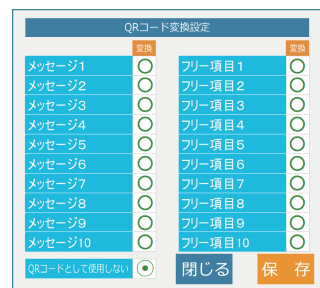 QRコード変換設定
変換 変換
メッセージ1 フリー項目1
メッセージ2 フリー項目2
メッセージ3 フリー項目3
メッセージ4 フリー項目4
メッセージ5 フリー項目5
メッセージ6 フリー項目6
メッセージ7 フリー項目7
メッセージ8 フリー項目8
メッセージ9 フリー項目9
メッセージ10 フリー項目10
QRコードとして使用しない 閉じる 保 存